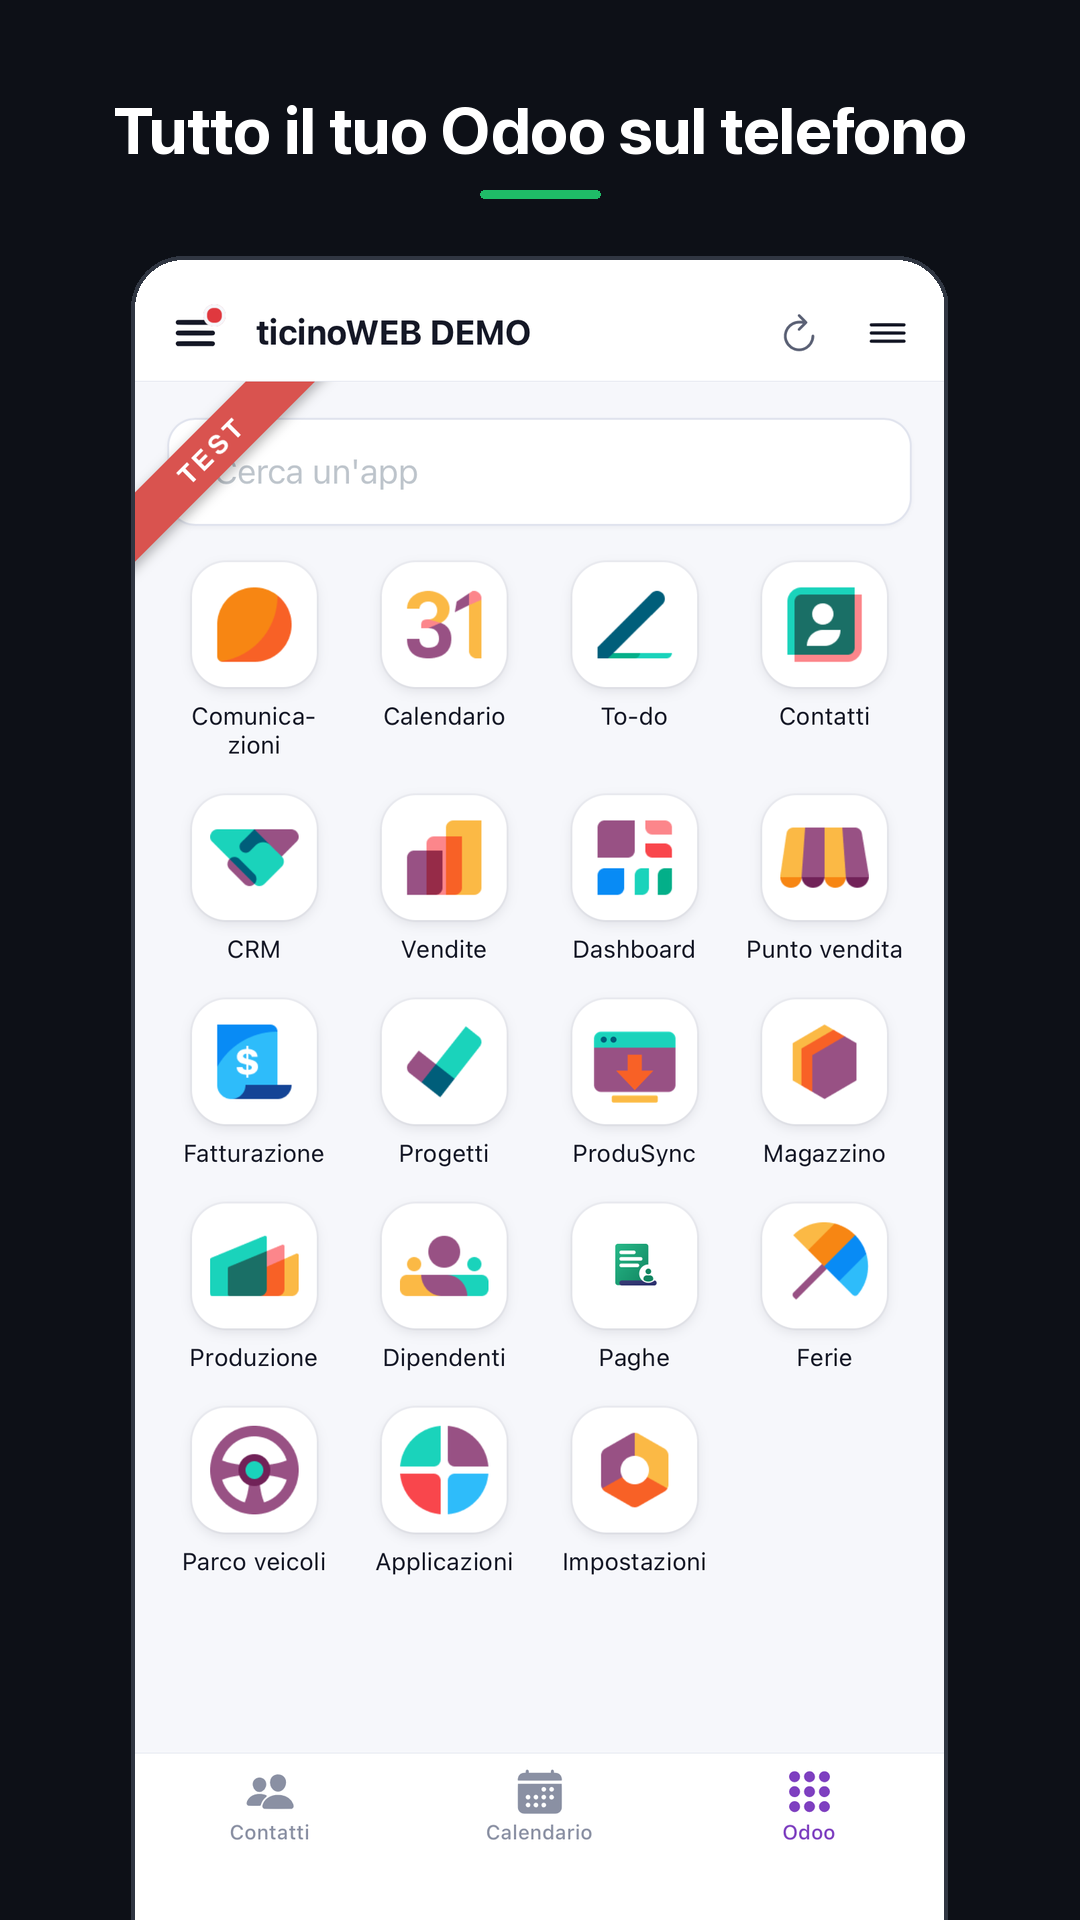 Tutto il tuo Odoo sul telefono
ticinoWEB DEMO
TEST
Cerca un'app
31
Comunica-
zioni
Calendario
To-do
Contatti
CRM
Vendite
Dashboard
Punto vendita
$
Fatturazione
Progetti
ProduSync
Magazzino
Produzione
Dipendenti
Paghe
Ferie
Parco veicoli
Applicazioni
Impostazioni
Contatti
Calendario
Odoo